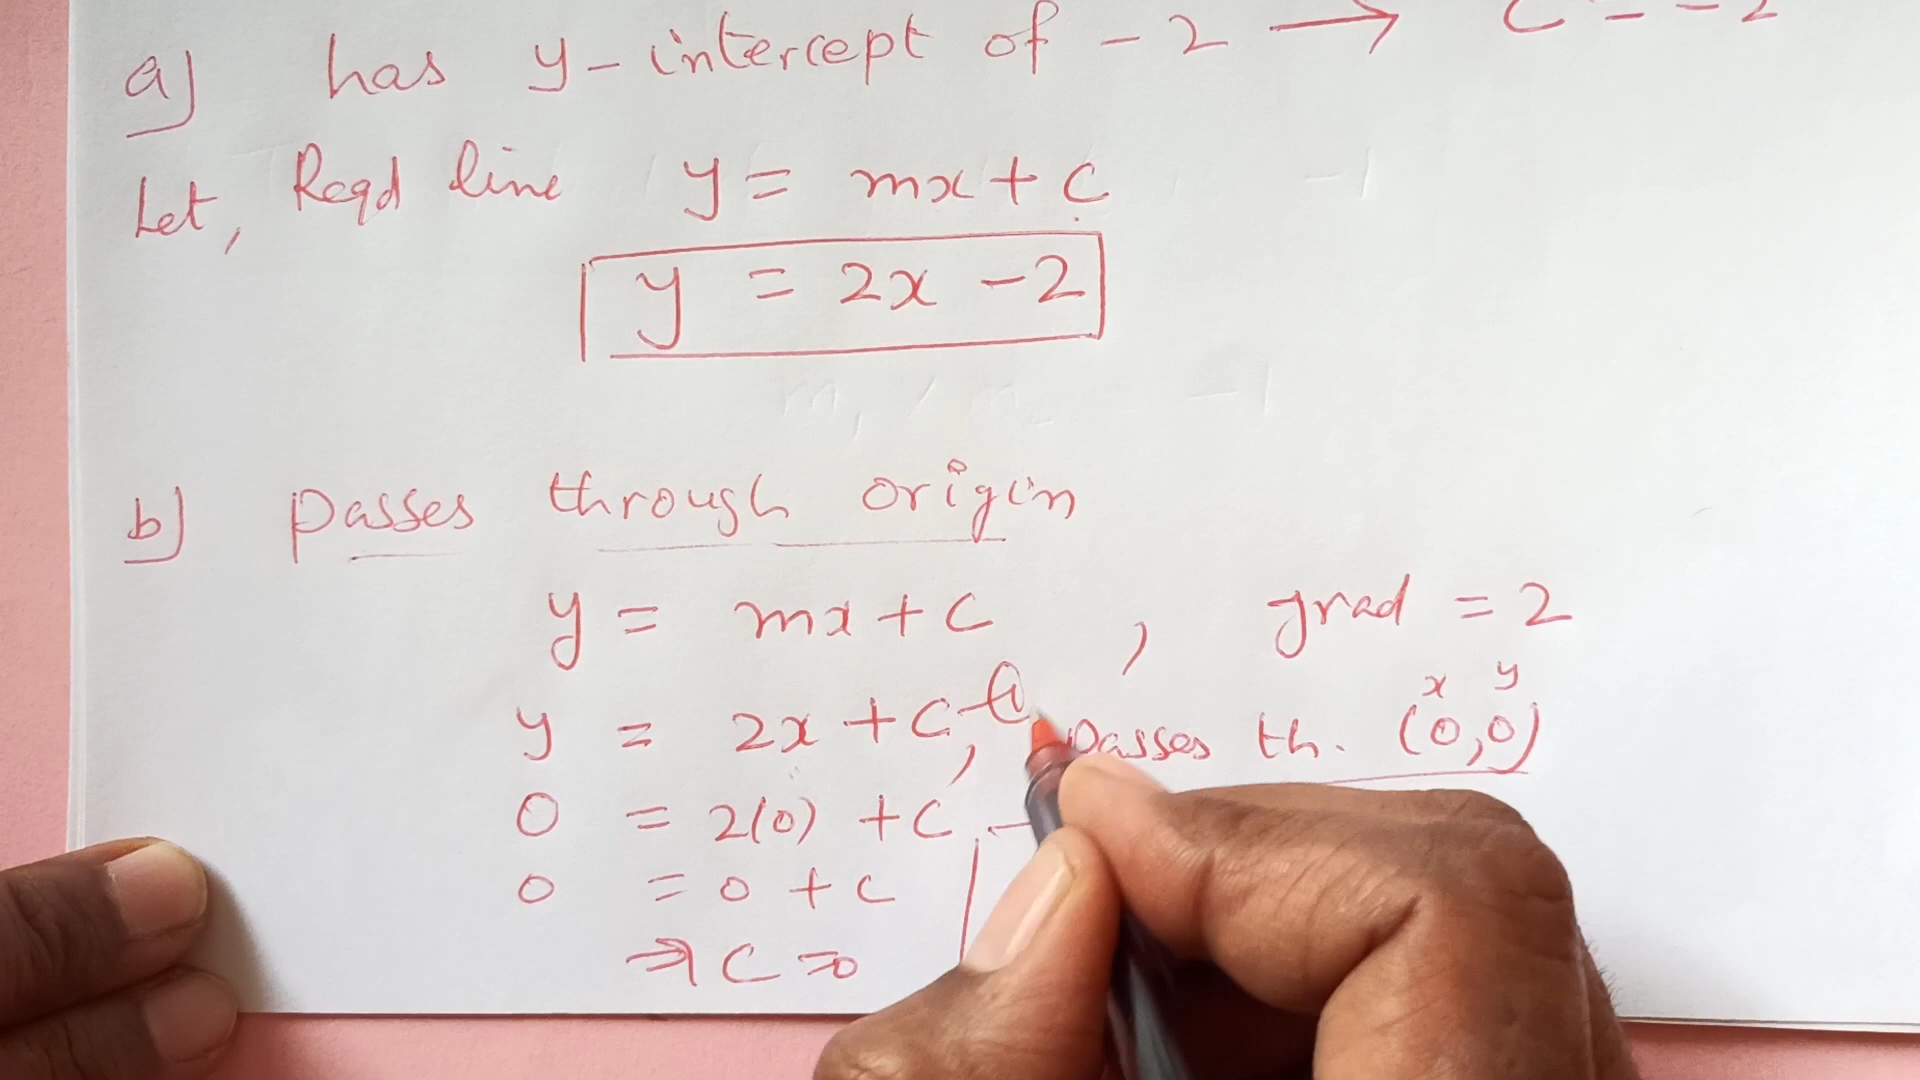 a) has y-intercept of -2 → C = -2
Let, Reqd line y = mx + C
y = 2x - 2
b) Passes through origin
y = mx + C , grad = 2
x y
y = 2x + C, Passes th. (0,0)
0 = 2(0) + C
0 = 0 + C
⇒ C = 0